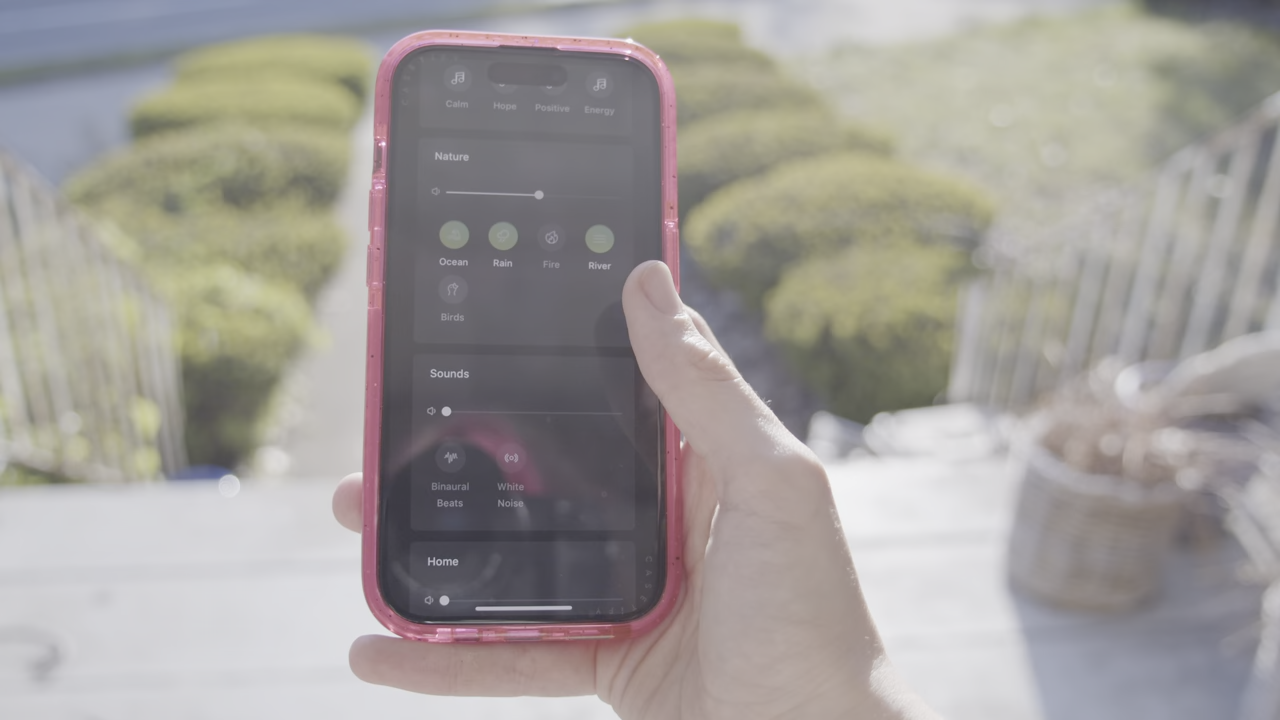 Calm Hope Positive Energy
Nature
Ocean Rain Fire River
Birds
Sounds
Binaural White
Beats Noise
Home